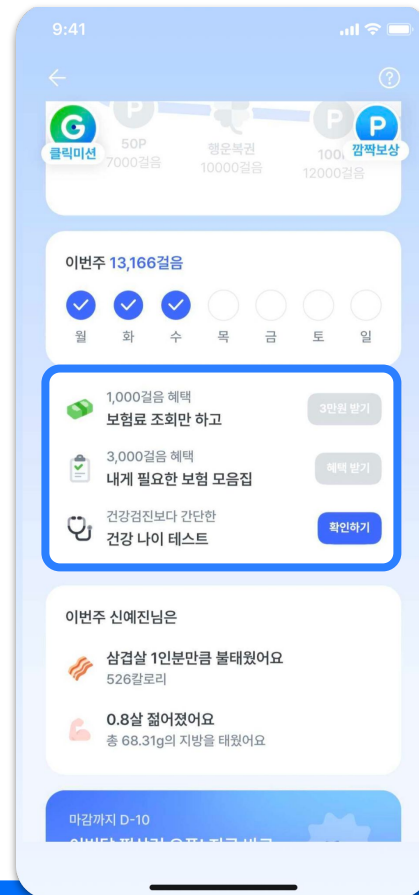 9:41
P
P
G
P
클릭미션
50P
행운복권
100
깜짝보상
7000걸음
10000걸음
12000걸음
이번주 13,166걸음
월 화 수 목 금 토 일
1,000걸음 혜택
보험료 조회만 하고
3만원 받기
3,000걸음 혜택
내게 필요한 보험 모음집
혜택 받기
건강검진보다 간단한
건강 나이 테스트
확인하기
이번주 신예진님은
삼겹살 1인분만큼 불태웠어요
526칼로리
0.8살 젊어졌어요
총 68.31g의 지방을 태웠어요
마감까지 D-10